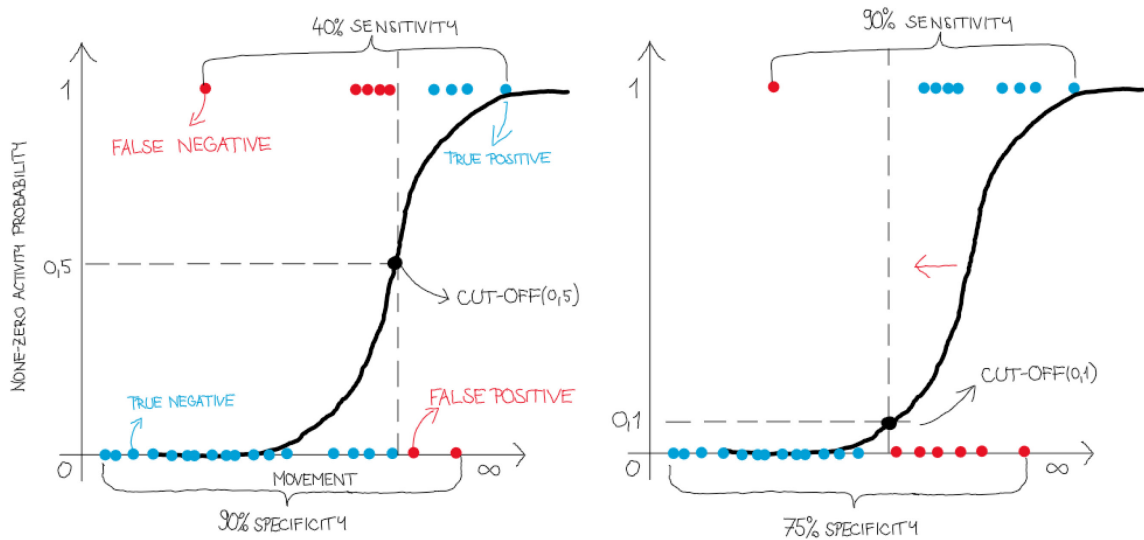 40% SENSITIVITY
1
FALSE NEGATIVE
TRUE POSITIVE
NONE-ZERO ACTIVITY PROBABILITY
0,5
CUT-OFF(0,5)
TRUE NEGATIVE
FALSE POSITIVE
0
MOVEMENT
∞
90% SPECIFICITY
90% SENSITIVITY
1
CUT-OFF(0,1)
0,1
0
∞
75% SPECIFICITY